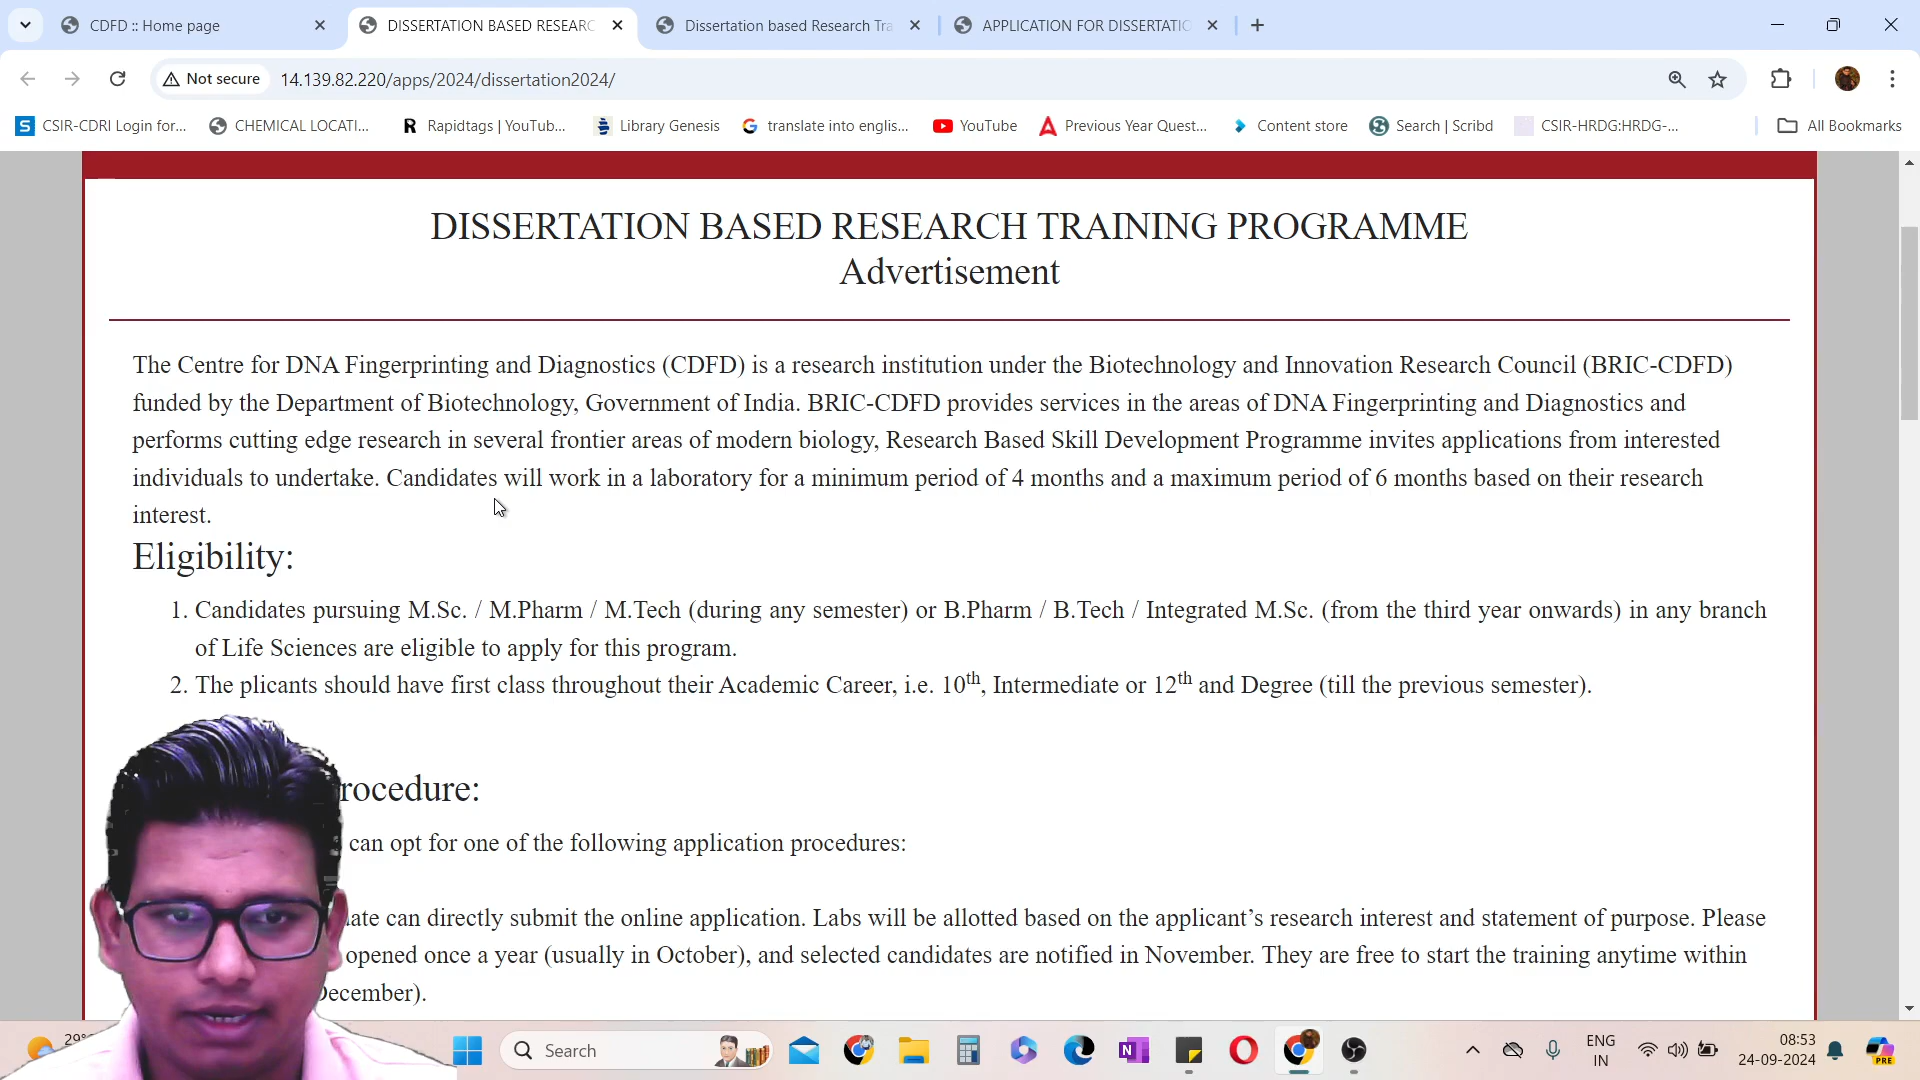 CDFD :: Home page
DISSERTATION BASED RESEARC
Dissertation based Research Tra
APPLICATION FOR DISSERTATIO
Not secure
14.139.82.220/apps/2024/dissertation2024/
CSIR-CDRI Login for...
CHEMICAL LOCATI...
Rapidtags | YouTub...
Library Genesis
translate into englis...
YouTube
Previous Year Quest...
Content store
Search | Scribd
CSIR-HRDG:HRDG-...
All Bookmarks
DISSERTATION BASED RESEARCH TRAINING PROGRAMME
Advertisement
The Centre for DNA Fingerprinting and Diagnostics (CDFD) is a research institution under the Biotechnology and Innovation Research Council (BRIC-CDFD)
funded by the Department of Biotechnology, Government of India. BRIC-CDFD provides services in the areas of DNA Fingerprinting and Diagnostics and
performs cutting edge research in several frontier areas of modern biology, Research Based Skill Development Programme invites applications from interested
individuals to undertake. Candidates will work in a laboratory for a minimum period of 4 months and a maximum period of 6 months based on their research
interest.
Eligibility:
1. Candidates pursuing M.Sc. / M.Pharm / M.Tech (during any semester) or B.Pharm / B.Tech / Integrated M.Sc. (from the third year onwards) in any branch
of Life Sciences are eligible to apply for this program.
2. The plicants should have first class throughout their Academic Career, i.e. 10th, Intermediate or 12th and Degree (till the previous semester).
rocedure:
can opt for one of the following application procedures:
ate can directly submit the online application. Labs will be allotted based on the applicant’s research interest and statement of purpose. Please
opened once a year (usually in October), and selected candidates are notified in November. They are free to start the training anytime within
December).
29°
Search
ENG
IN
08:53
24-09-2024
PRE